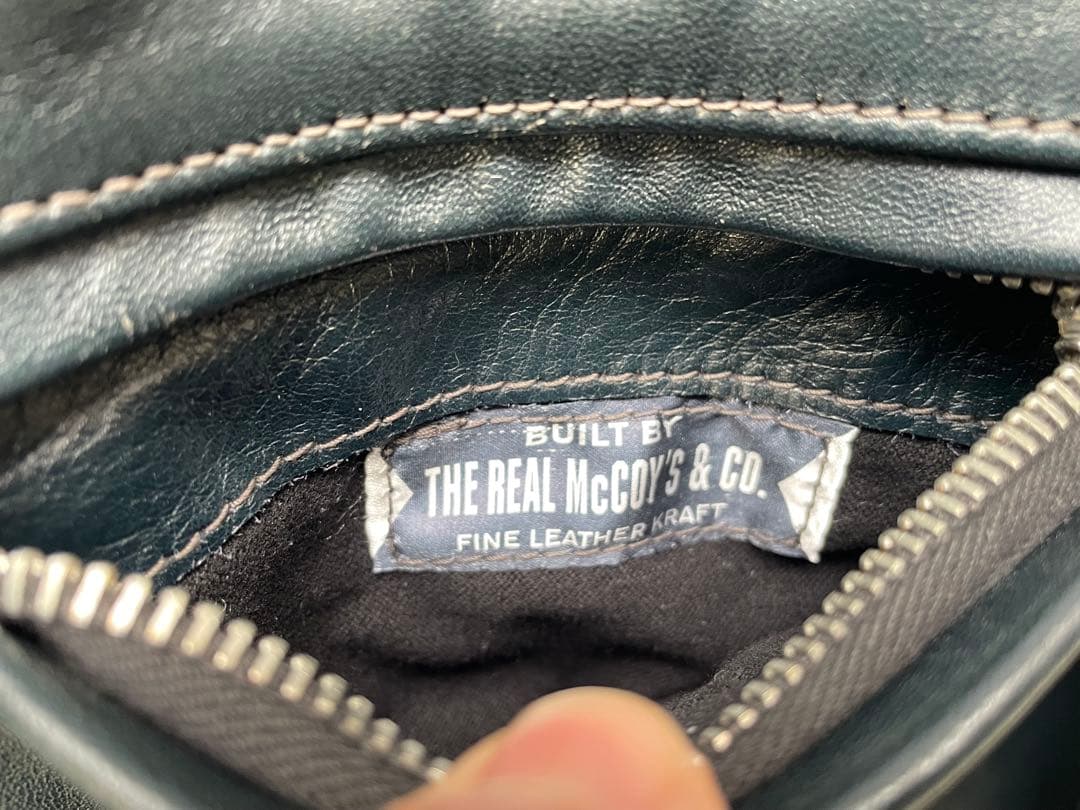 BUILT BY
THE REAL McCOY'S & CO.
FINE LEATHER KRAFT